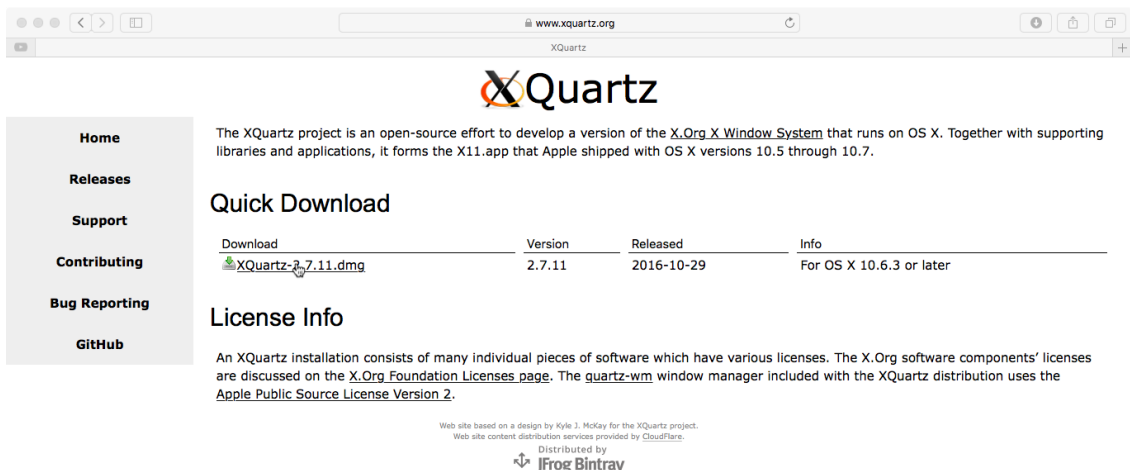 www.xquartz.org
XQuartz
XQuartz
Home
Releases
Support
Contributing
Bug Reporting
GitHub
The XQuartz project is an open-source effort to develop a version of the X.Org X Window System that runs on OS X. Together with supporting
libraries and applications, it forms the X11.app that Apple shipped with OS X versions 10.5 through 10.7.
Quick Download
Download Version Released Info
XQuartz-2.7.11.dmg 2.7.11 2016-10-29 For OS X 10.6.3 or later
License Info
An XQuartz installation consists of many individual pieces of software which have various licenses. The X.Org software components’ licenses
are discussed on the X.Org Foundation Licenses page. The quartz-wm window manager included with the XQuartz distribution uses the
Apple Public Source License Version 2.
Web site based on a design by Kyle J. McKay for the XQuartz project.
Web site content distribution services provided by CloudFlare.
Distributed by
JFrog Bintray